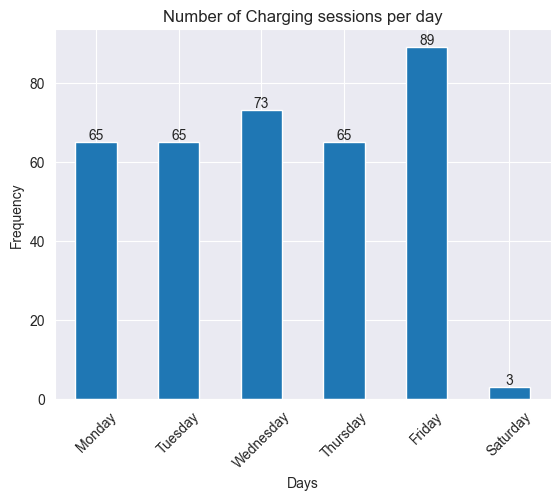 Number of Charging sessions per day
Frequency
80
60
40
20
0
65
65
73
65
89
3
Monday
Tuesday
Wednesday
Thursday
Friday
Saturday
Days